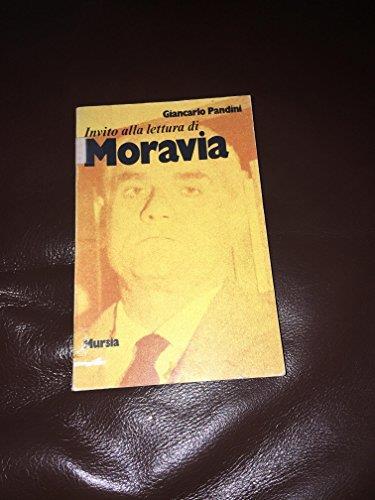 Giancarlo Pandini
Invito alla lettura di
Moravia
Mursia